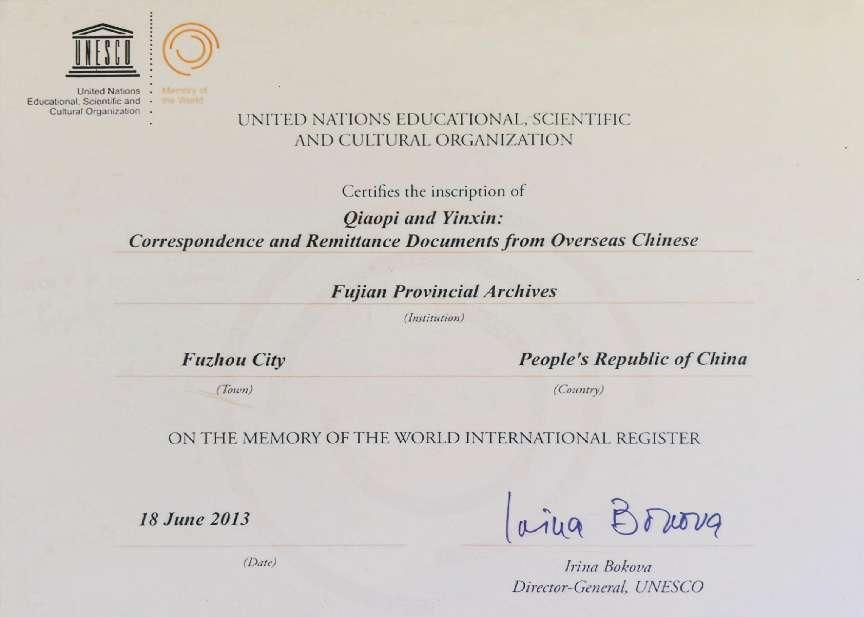 UNESCO
United Nations
Educational, Scientific and
Cultural Organization
Memory of
the World
UNITED NATIONS EDUCATIONAL, SCIENTIFIC
AND CULTURAL ORGANIZATION
Certifies the inscription of
Qiaopi and Yinxin:
Correspondence and Remittance Documents from Overseas Chinese
Fujian Provincial Archives
(Institution)
Fuzhou City
People's Republic of China
(Town)
(Country)
ON THE MEMORY OF THE WORLD INTERNATIONAL REGISTER
18 June 2013
Irina Bokova
(Date)
Irina Bokova
Director-General, UNESCO